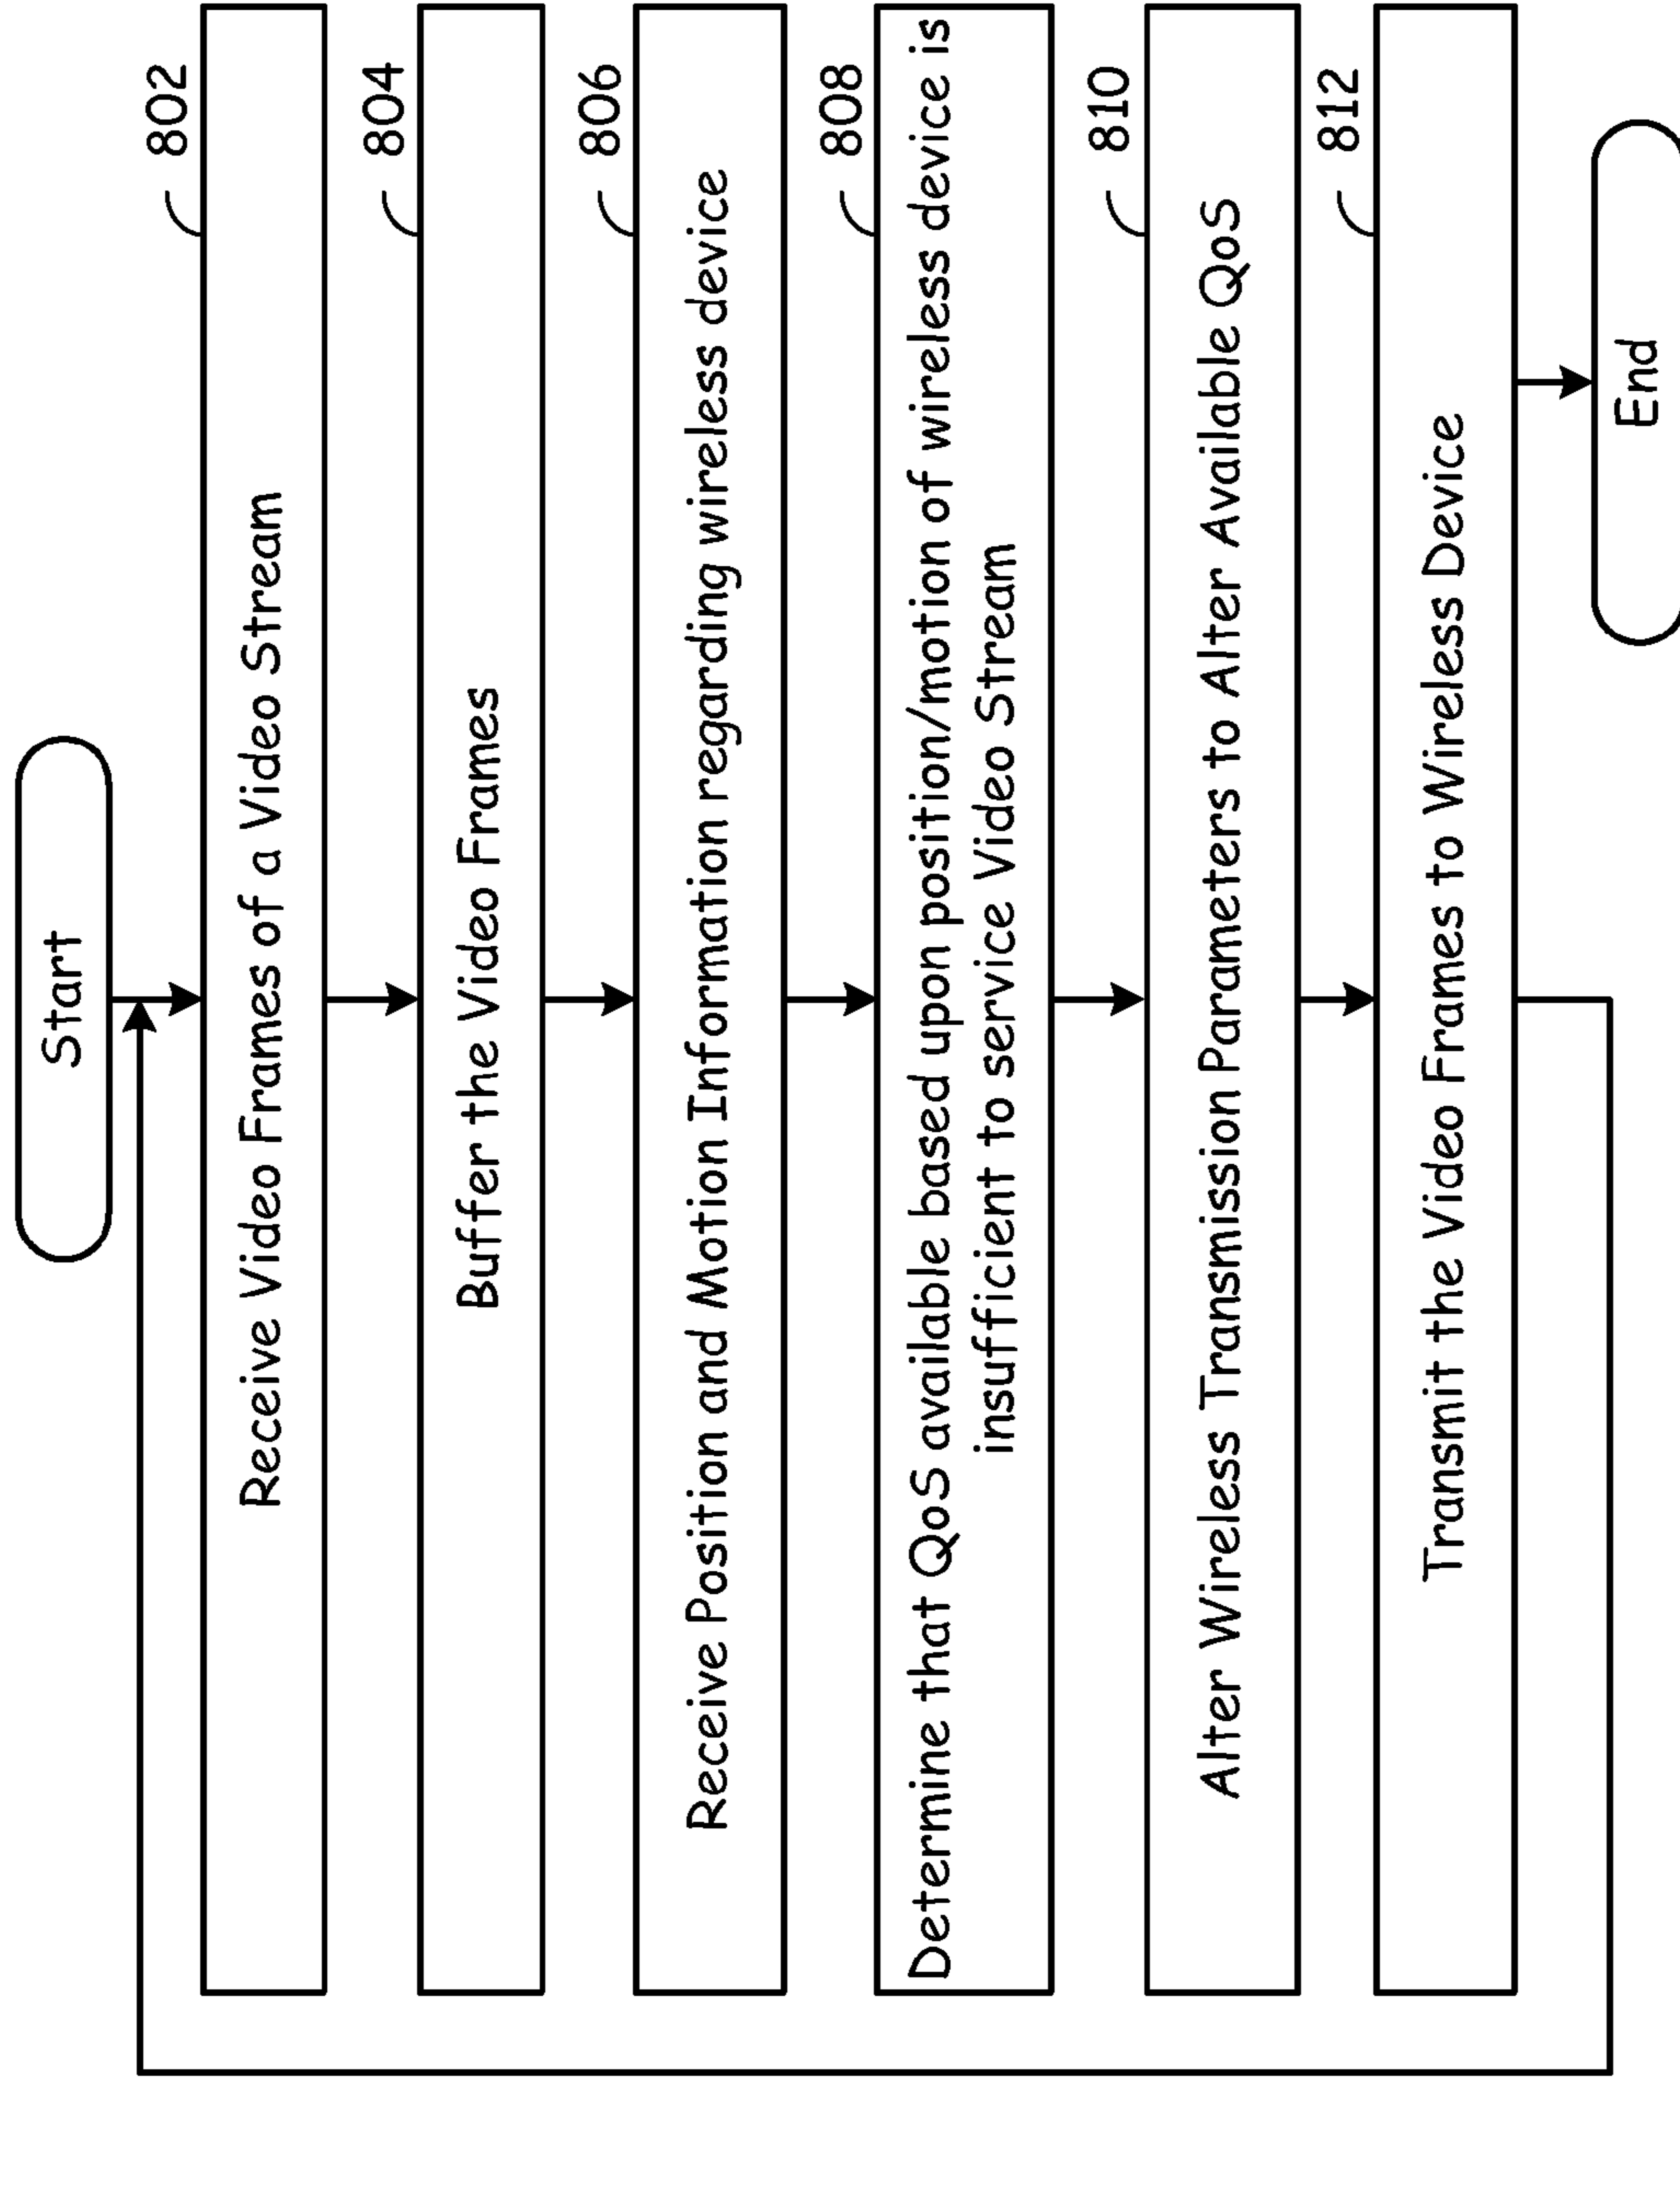 Start
802
Receive Video Frames of a Video Stream
804
Buffer the Video Frames
806
Receive Position and Motion Information regarding wireless device
808
Determine that QoS available based upon position/motion of wireless device is
insufficient to service Video Stream
810
Alter Wireless Transmission Parameters to Alter Available QoS
812
Transmit the Video Frames to Wireless Device
End